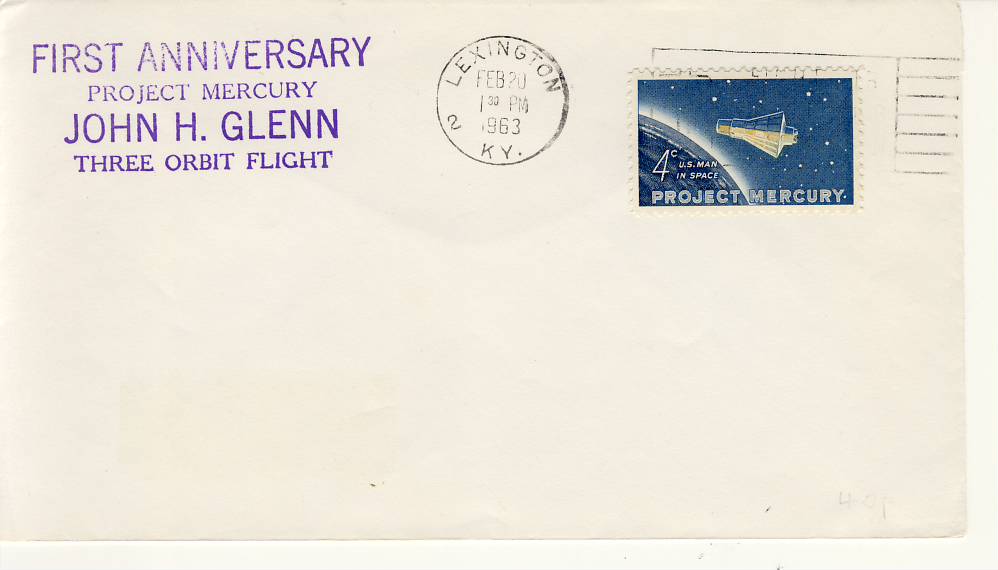 FIRST ANNIVERSARY
PROJECT MERCURY
JOHN H. GLENN
THREE ORBIT FLIGHT
LEXINGTON
FEB 20
1 30 PM
1963
2
KY.
4c
U.S. MAN
IN SPACE
PROJECT MERCURY